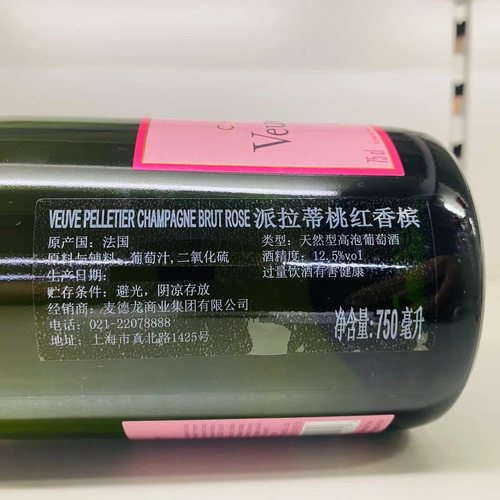 75 cl
VEUVE PELLETIER CHAMPAGNE BRUT ROSE 派拉蒂桃红香槟
原产国：法国
原料与辅料：葡萄汁，二氧化硫
生产日期：
贮存条件：避光，阴凉存放
经销商：麦德龙商业集团有限公司
电话：021-22078888
地址：上海市真北路1425号
类型：天然型高泡葡萄酒
酒精度：12.5%vol
过量饮酒有害健康
净含量：750 毫升